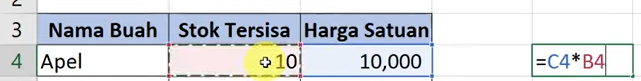 3 Nama Buah Stok Tersisa Harga Satuan
4 Apel 10 10,000 =C4*B4